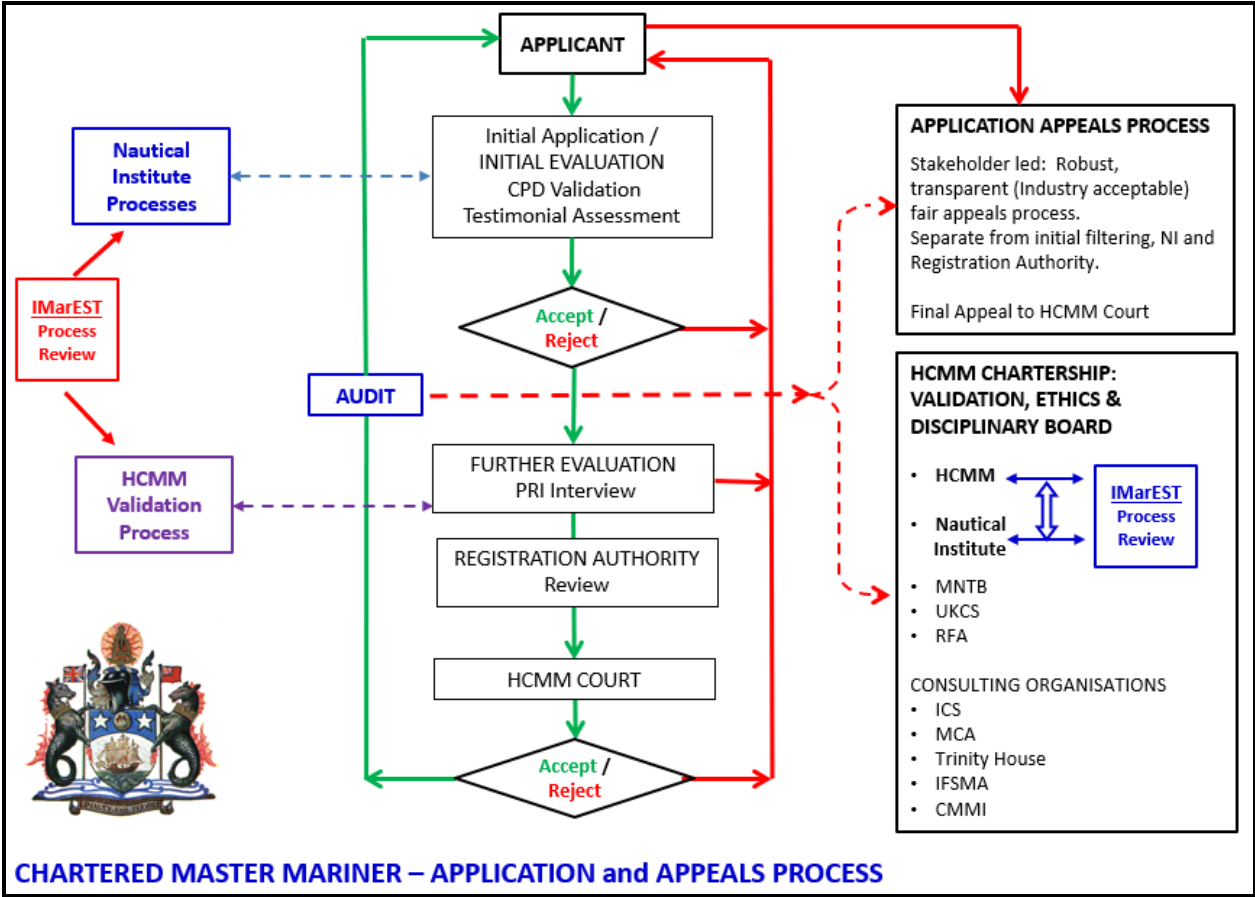 APPLICANT
Nautical
Institute
Processes
Initial Application /
INITIAL EVALUATION
CPD Validation
Testimonial Assessment
APPLICATION APPEALS PROCESS
Stakeholder led:  Robust,
transparent (Industry acceptable)
fair appeals process.
Separate from initial filtering, NI and
Registration Authority.
Final Appeal to HCMM Court
IMarEST
Process
Review
Accept /
Reject
AUDIT
HCMM
Validation
Process
FURTHER EVALUATION
PRI Interview
REGISTRATION AUTHORITY
Review
HCMM COURT
Accept /
Reject
HCMM CHARTERSHIP:
VALIDATION, ETHICS &
DISCIPLINARY BOARD
• HCMM
• Nautical
Institute
IMarEST
Process
Review
• MNTB
• UKCS
• RFA
CONSULTING ORGANISATIONS
• ICS
• MCA
• Trinity House
• IFSMA
• CMMI
CHARTERED MASTER MARINER – APPLICATION and APPEALS PROCESS